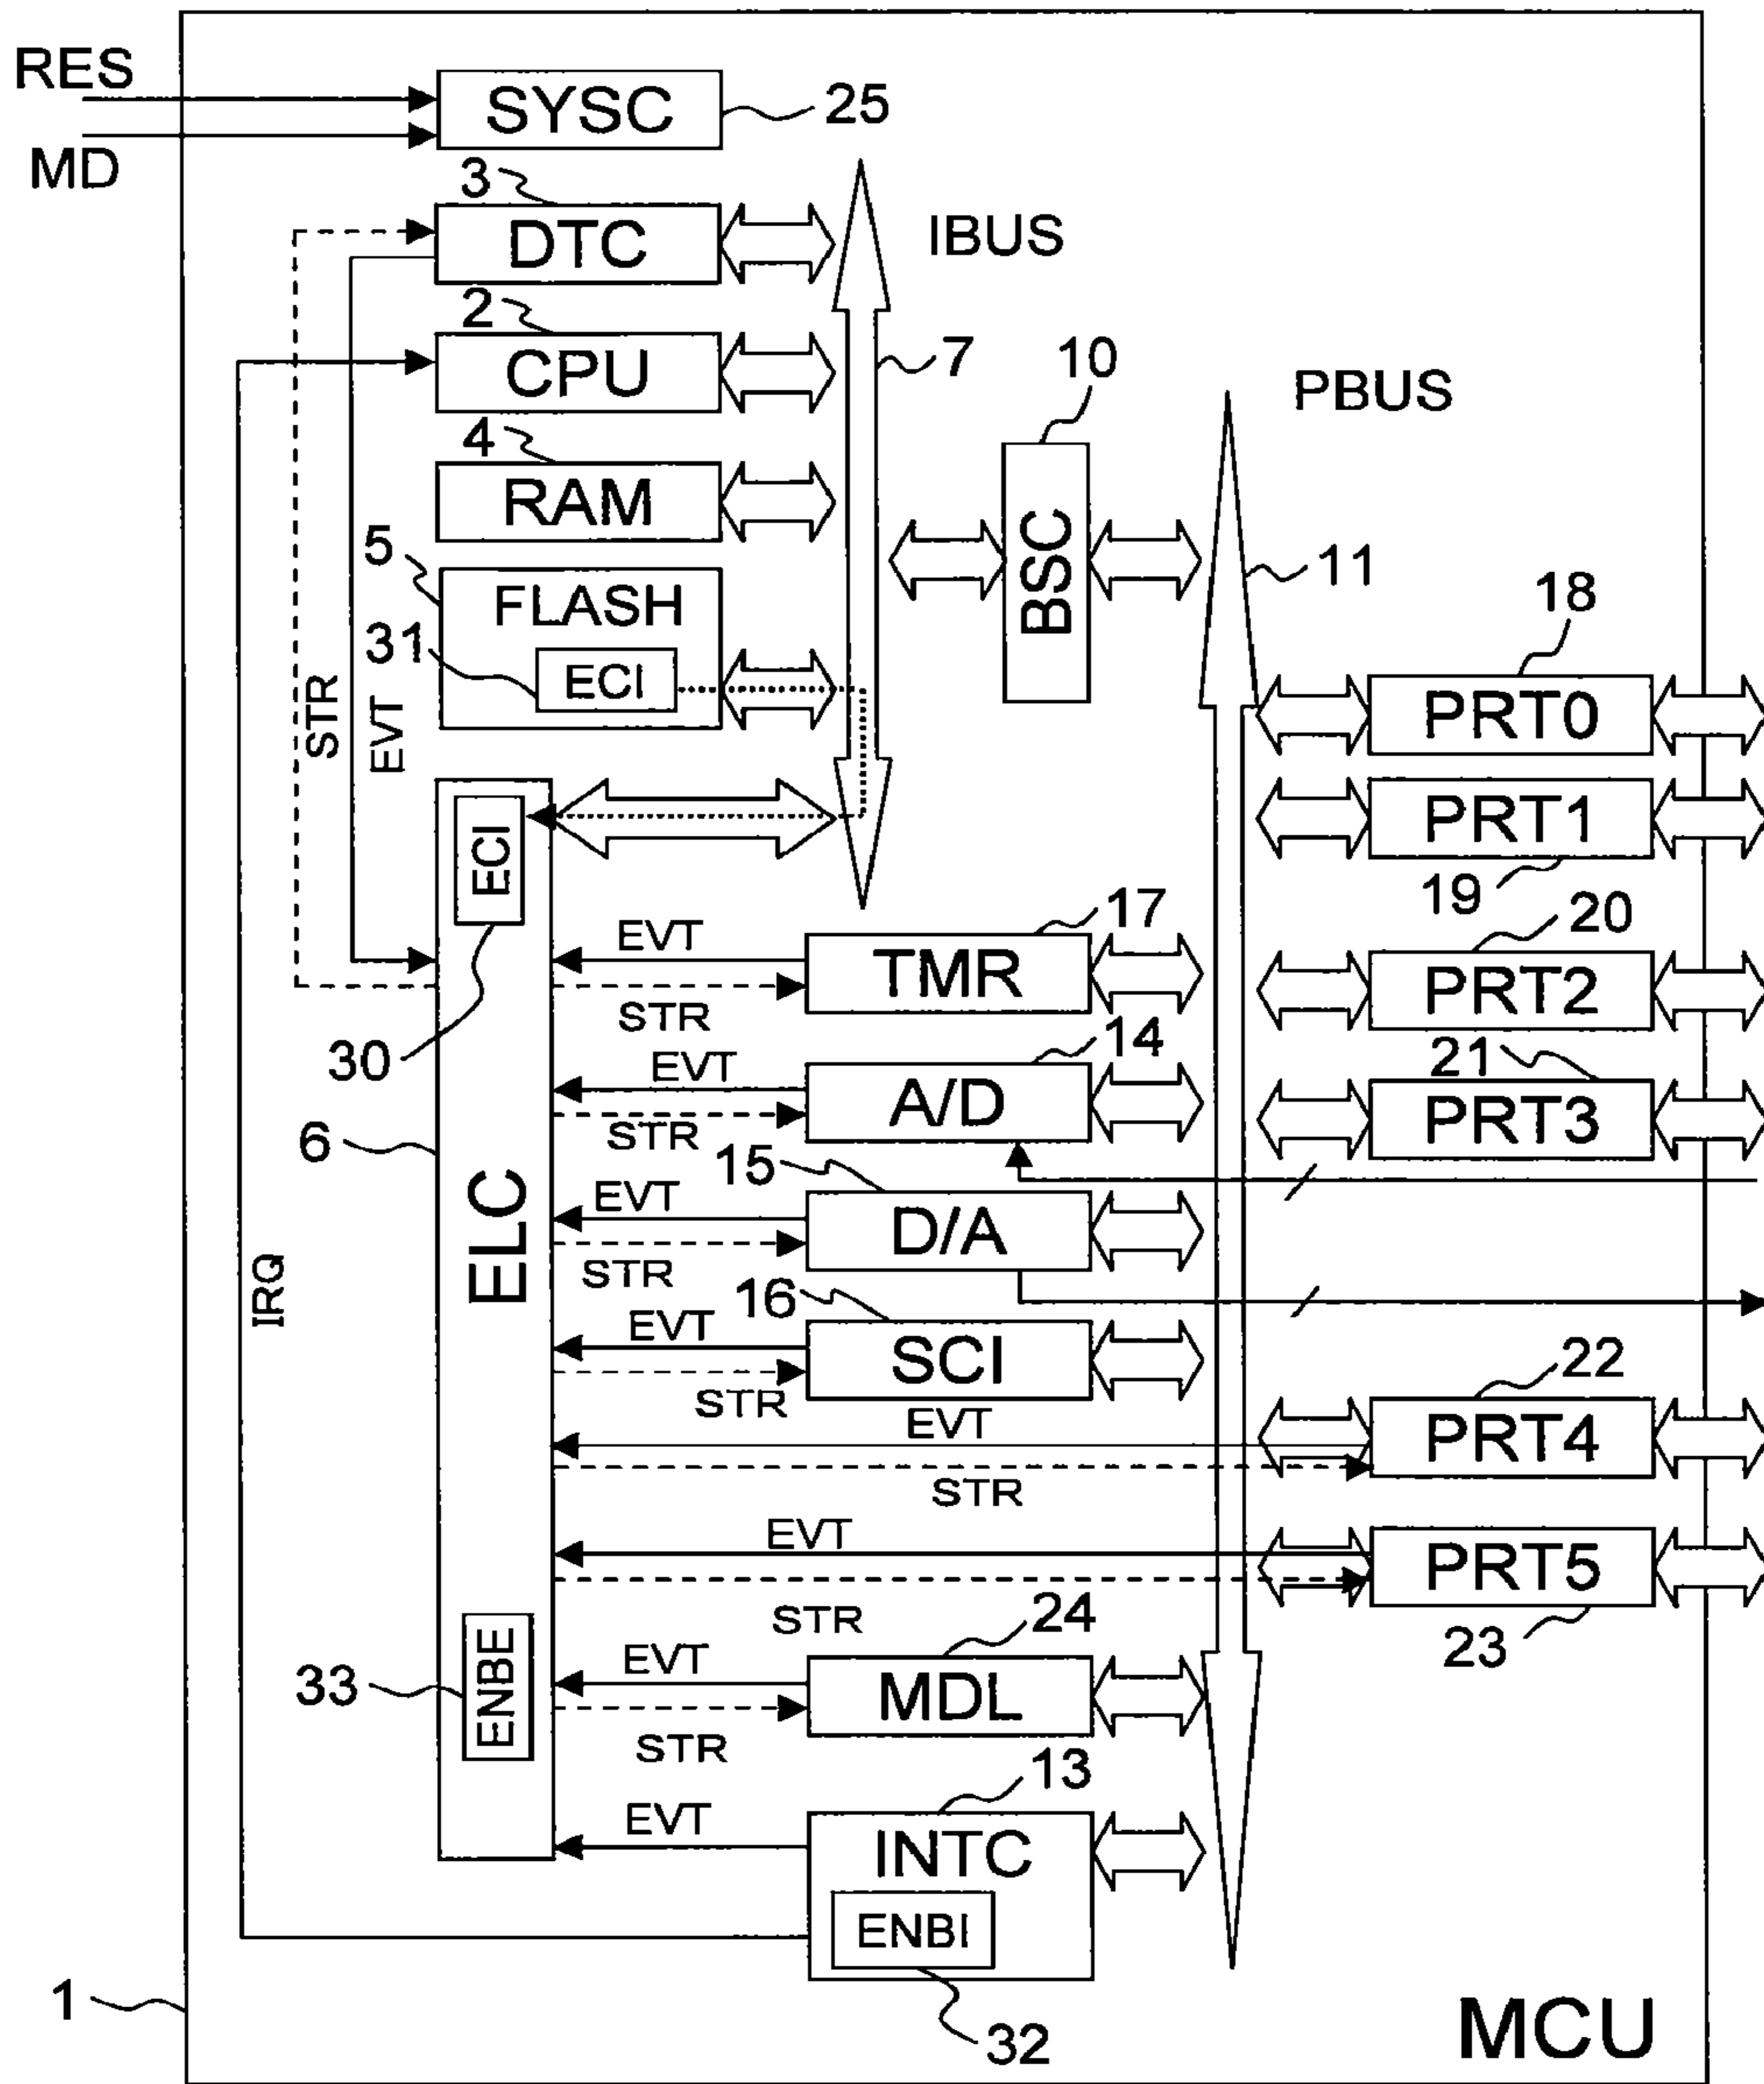 RES
SYSC
25
MD
3
DTC
IBUS
2
CPU
7
10
PBUS
4
RAM
BSC
11
5
FLASH
31
ECI
18
PRT0
STR
EVT
PRT1
19
ECI
17
20
EVT
TMR
PRT2
STR
30
14
21
EVT
A/D
PRT3
STR
6
15
ELC
EVT
D/A
STR
IRQ
16
EVT
SCI
22
STR
EVT
PRT4
STR
EVT
PRT5
STR
24
23
33
ENBE
EVT
MDL
STR
13
EVT
INTC
ENBI
1
32
MCU